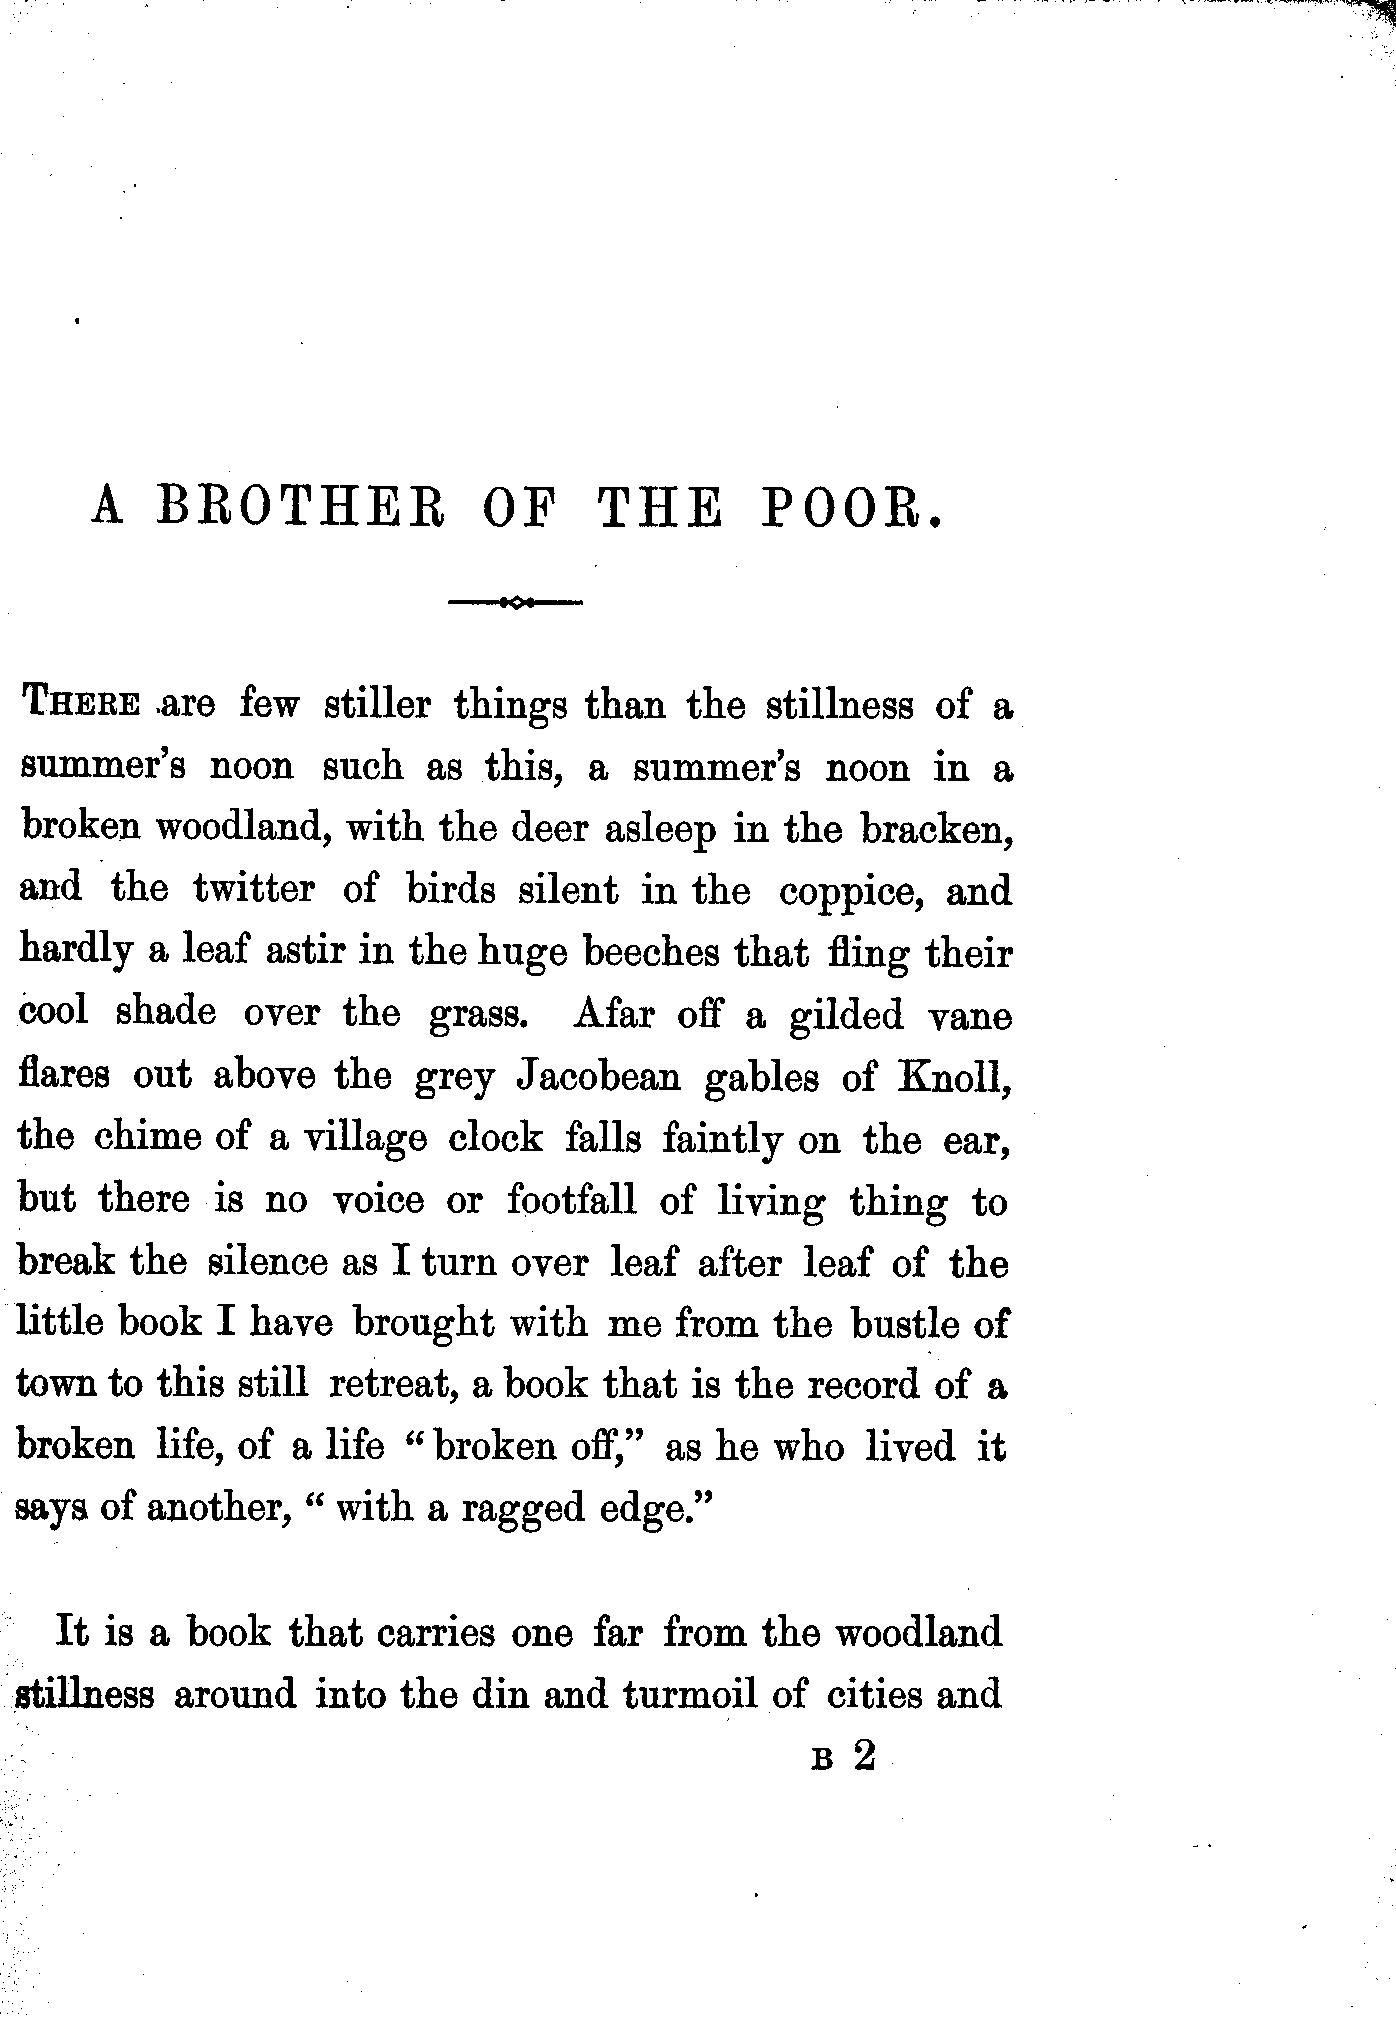 A BROTHER OF THE POOR.
THERE are few stiller things than the stillness of a
summer's noon such as this, a summer's noon in a
broken woodland, with the deer asleep in the bracken,
and the twitter of birds silent in the coppice, and
hardly a leaf astir in the huge beeches that fling their
cool shade over the grass. Afar off a gilded vane
flares out above the grey Jacobean gables of Knoll,
the chime of a village clock falls faintly on the ear,
but there is no voice or footfall of living thing to
break the silence as I turn over leaf after leaf of the
little book I have brought with me from the bustle of
town to this still retreat, a book that is the record of a
broken life, of a life “broken off,” as he who lived it
says of another, “with a ragged edge.”
It is a book that carries one far from the woodland
stillness around into the din and turmoil of cities and
B 2